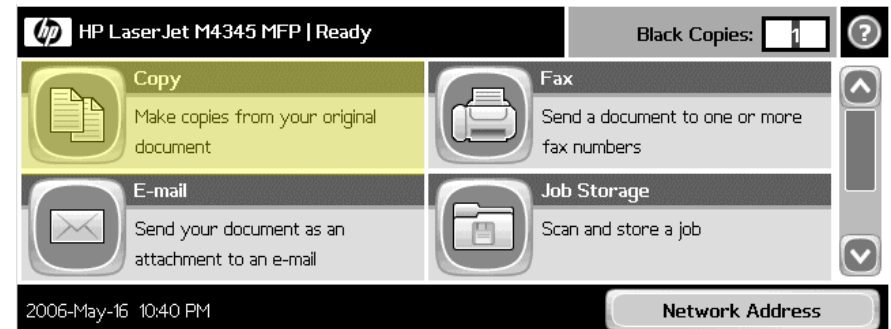 hp HP LaserJet M4345 MFP | Ready
Black Copies: 1
?
Copy
Make copies from your original
document
Fax
Send a document to one or more
fax numbers
E-mail
Send your document as an
attachment to an e-mail
Job Storage
Scan and store a job
2006-May-16 10:40 PM
Network Address